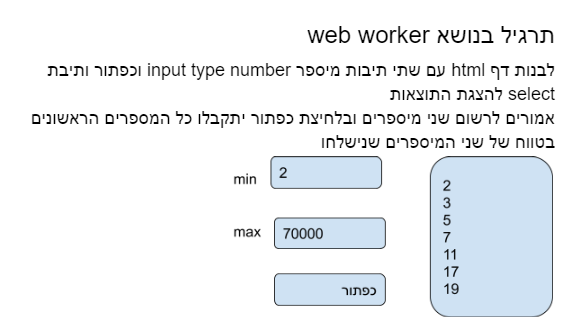 תרגיל בנושא web worker
לבנות דף html עם שתי תיבות מיספר input type number וכפתור ותיבת
select להצגת התוצאות
אמורים לרשום שני מיספרים ובלחיצת כפתור יתקבלו כל המספרים הראשונים
בטווח של שני המיספרים שנישלחו
min 2
max 70000
כפתור
2
3
5
7
11
17
19